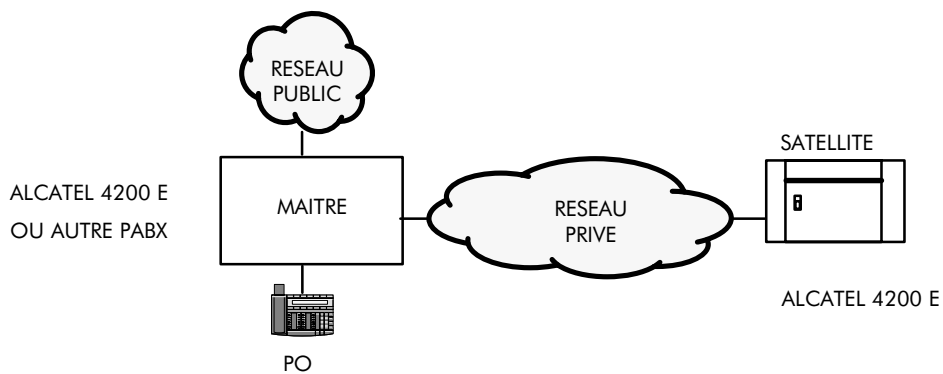 RESEAU
PUBLIC
SATELLITE
ALCATEL 4200 E
OU AUTRE PABX
MAITRE
RESEAU
PRIVE
ALCATEL 4200 E
PO